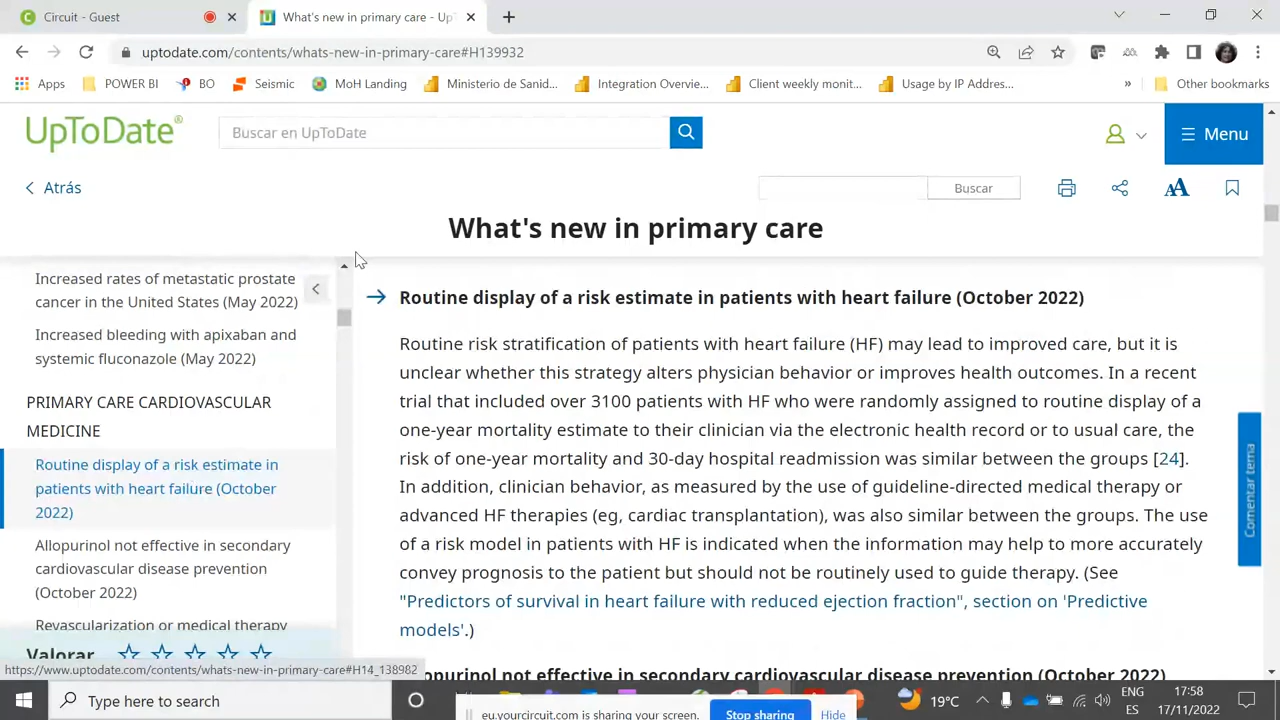 Circuit - Guest
What's new in primary care - UpT
uptodate.com/contents/whats-new-in-primary-care#H139932
Apps
POWER BI
BO
Seismic
MoH Landing
Ministerio de Sanid...
Integration Overvie...
Client weekly monit...
Usage by IP Addres...
»
Other bookmarks
UpToDate®
Buscar en UpToDate
Menu
Atrás
Buscar
AA
What's new in primary care
Increased rates of metastatic prostate
cancer in the United States (May 2022)
Increased bleeding with apixaban and
systemic fluconazole (May 2022)
PRIMARY CARE CARDIOVASCULAR
MEDICINE
Routine display of a risk estimate in
patients with heart failure (October
2022)
Allopurinol not effective in secondary
cardiovascular disease prevention
(October 2022)
Revascularization or medical therapy
Valorar
https://www.uptodate.com/contents/whats-new-in-primary-care#H14_138982
Routine display of a risk estimate in patients with heart failure (October 2022)
Routine risk stratification of patients with heart failure (HF) may lead to improved care, but it is
unclear whether this strategy alters physician behavior or improves health outcomes. In a recent
trial that included over 3100 patients with HF who were randomly assigned to routine display of a
one-year mortality estimate to their clinician via the electronic health record or to usual care, the
risk of one-year mortality and 30-day hospital readmission was similar between the groups [24].
In addition, clinician behavior, as measured by the use of guideline-directed medical therapy or
advanced HF therapies (eg, cardiac transplantation), was also similar between the groups. The use
of a risk model in patients with HF is indicated when the information may help to more accurately
convey prognosis to the patient but should not be routinely used to guide therapy. (See
"Predictors of survival in heart failure with reduced ejection fraction", section on 'Predictive
models'.)
Allopurinol not effective in secondary cardiovascular disease prevention (October 2022)
Comentar tema
Type here to search
eu.yourcircuit.com is sharing your screen.
Stop sharing
Hide
19°C
ENG
ES
17:58
17/11/2022